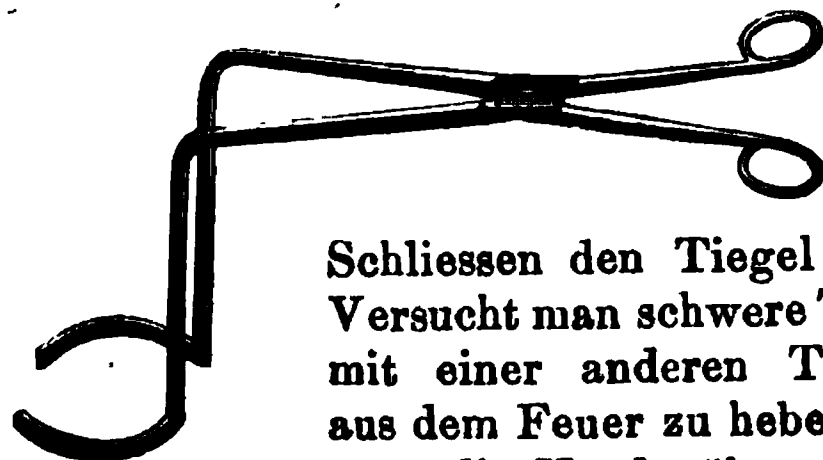 Schliessen den Tiegel
Versucht man schwere
mit einer anderen
aus dem Feuer zu hebe